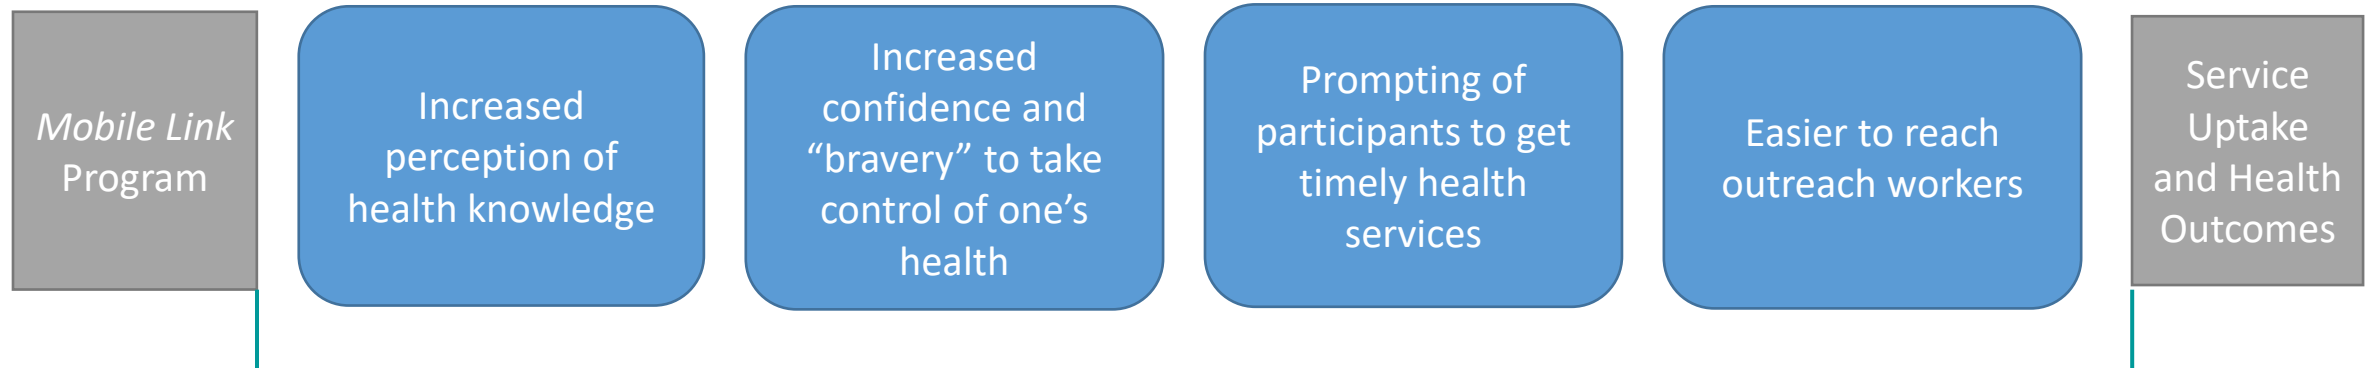 Mobile Link
Program
Increased
perception of
health knowledge
Increased
confidence and
“bravery” to take
control of one’s
health
Prompting of
participants to get
timely health
services
Easier to reach
outreach workers
Service
Uptake
and Health
Outcomes